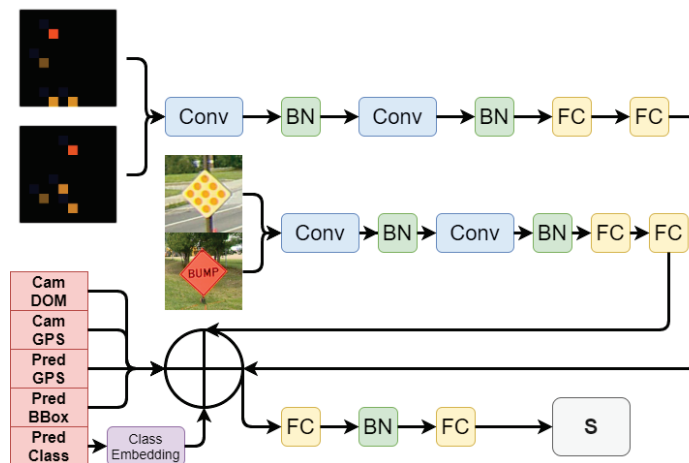 Conv BN Conv BN FC FC
Conv BN Conv BN FC FC
BUMP
Cam
DOM
Cam
GPS
Pred
GPS
Pred
BBox
Pred
Class
Class
Embedding
FC BN FC S